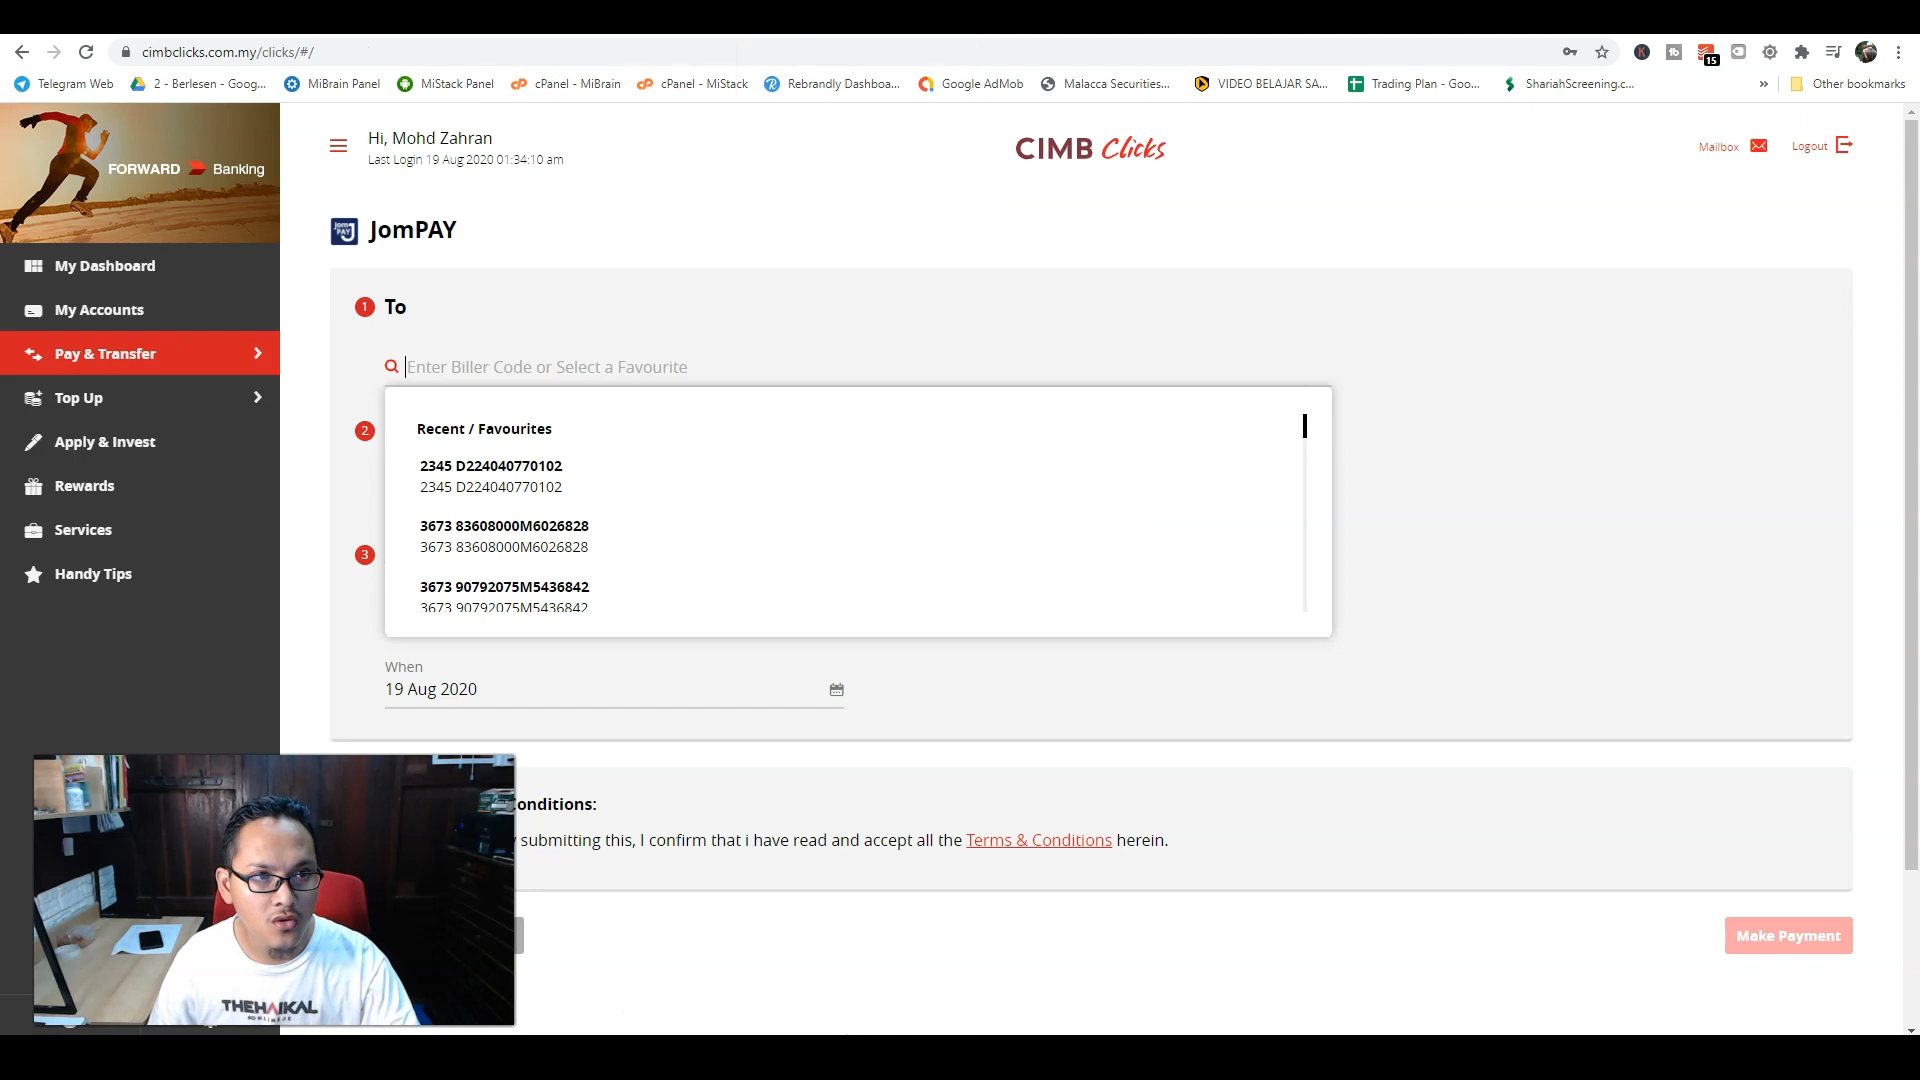 cimbclicks.com.my/clicks/#/
15
Telegram Web
2 - Berlesen - Goog...
MiBrain Panel
MiStack Panel
cPanel - MiBrain
cPanel - MiStack
Rebrandly Dashboa...
Google AdMob
Malacca Securities...
VIDEO BELAJAR SA...
Trading Plan - Goo...
ShariahScreening.c...
»
Other bookmarks
FORWARD Banking
Hi, Mohd Zahran
Last Login 19 Aug 2020 01:34:10 am
CIMB Clicks
Mailbox
Logout
My Dashboard
My Accounts
Pay & Transfer
Top Up
Apply & Invest
Rewards
Services
Handy Tips
Jom PAY J
JomPAY
1 To
Enter Biller Code or Select a Favourite
2
Recent / Favourites
2345 D224040770102
2345 D224040770102
3673 83608000M6026828
3673 83608000M6026828
3
3673 90792075M5436842
3673 90792075M5436842
When
19 Aug 2020
onditions:
submitting this, I confirm that i have read and accept all the Terms & Conditions herein.
Make Payment
THEHAIKAL